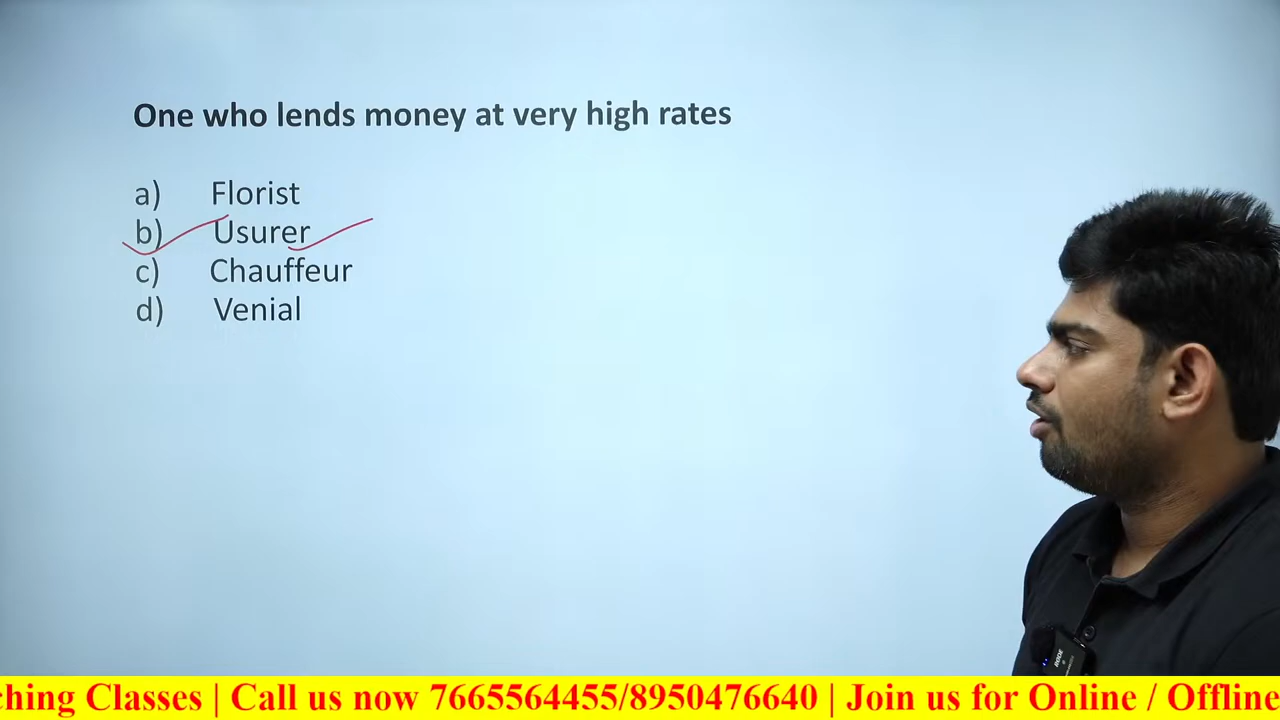 One who lends money at very high rates
a) Florist
b) Usurer
c) Chauffeur
d) Venial
RODE
ching Classes | Call us now 7665564455/8950476640 | Join us for Online / Offline